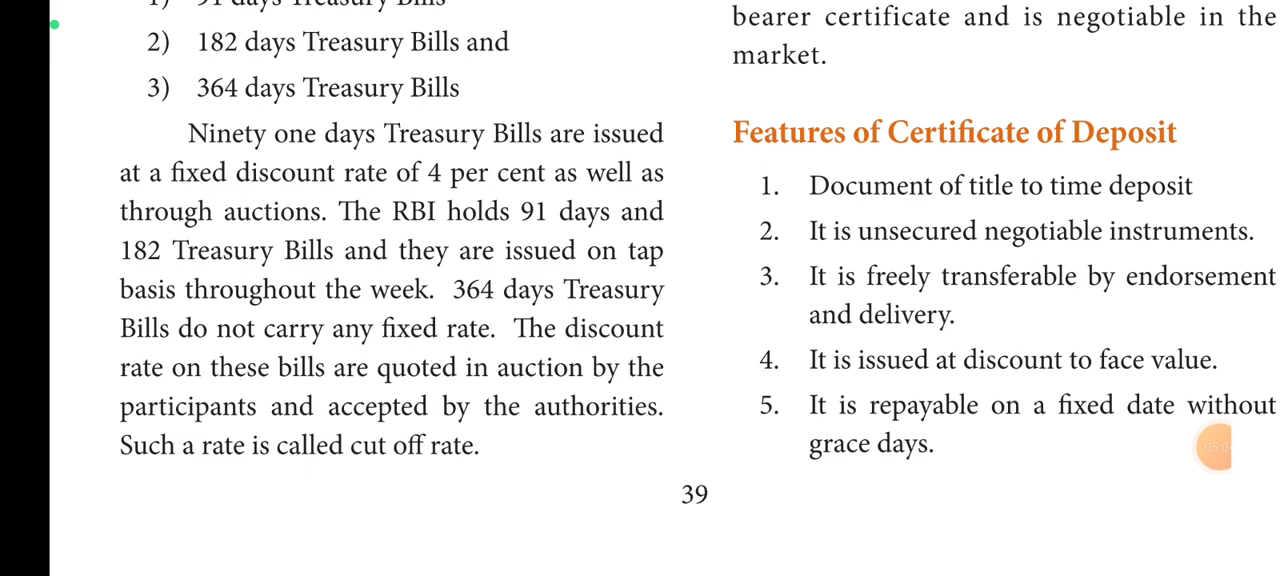 1) 91 days Treasury Bills
2) 182 days Treasury Bills and
3) 364 days Treasury Bills
Ninety one days Treasury Bills are issued
at a fixed discount rate of 4 per cent as well as
through auctions. The RBI holds 91 days and
182 Treasury Bills and they are issued on tap
basis throughout the week. 364 days Treasury
Bills do not carry any fixed rate. The discount
rate on these bills are quoted in auction by the
participants and accepted by the authorities.
Such a rate is called cut off rate.
bearer certificate and is negotiable in the
market.
Features of Certificate of Deposit
1. Document of title to time deposit
2. It is unsecured negotiable instruments.
3. It is freely transferable by endorsement
and delivery.
4. It is issued at discount to face value.
5. It is repayable on a fixed date without
grace days.
39